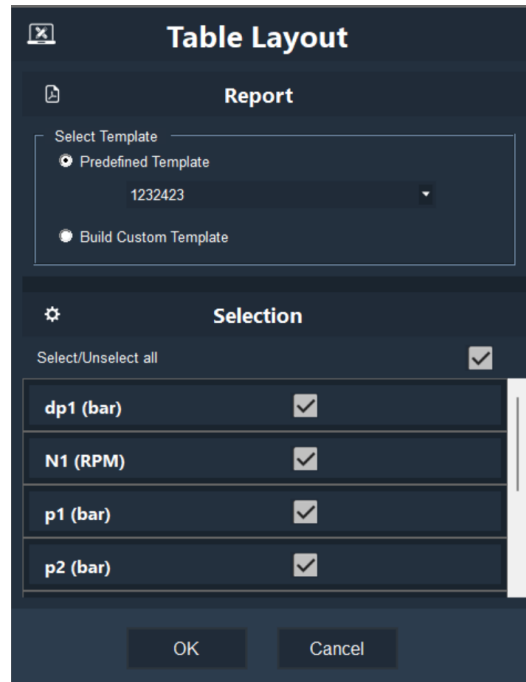 Table Layout
Report
Select Template
Predefined Template
1232423
Build Custom Template
Selection
Select/Unselect all
dp1 (bar)
N1 (RPM)
p1 (bar)
p2 (bar)
OK Cancel